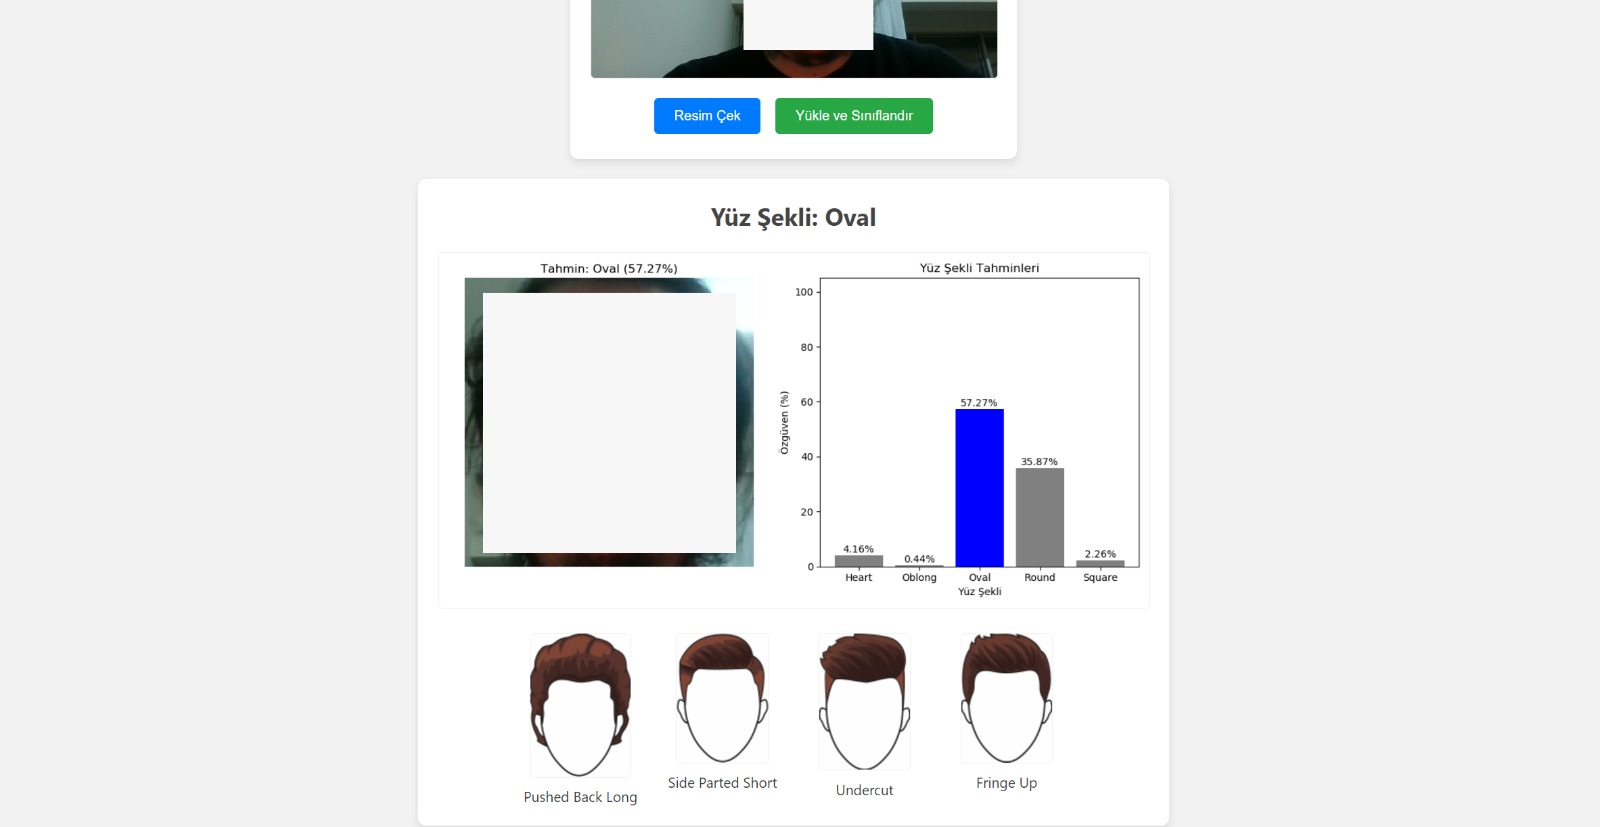 Resim Çek
Yükle ve Sınıflandır
Yüz Şekli: Oval
Tahmin: Oval (57.27%)
Yüz Şekli Tahminleri
100
80
60
40
20
0
Özgüven (%)
4.16%
0.44%
57.27%
35.87%
2.26%
Heart
Oblong
Oval
Round
Square
Yüz Şekli
Pushed Back Long
Side Parted Short
Undercut
Fringe Up